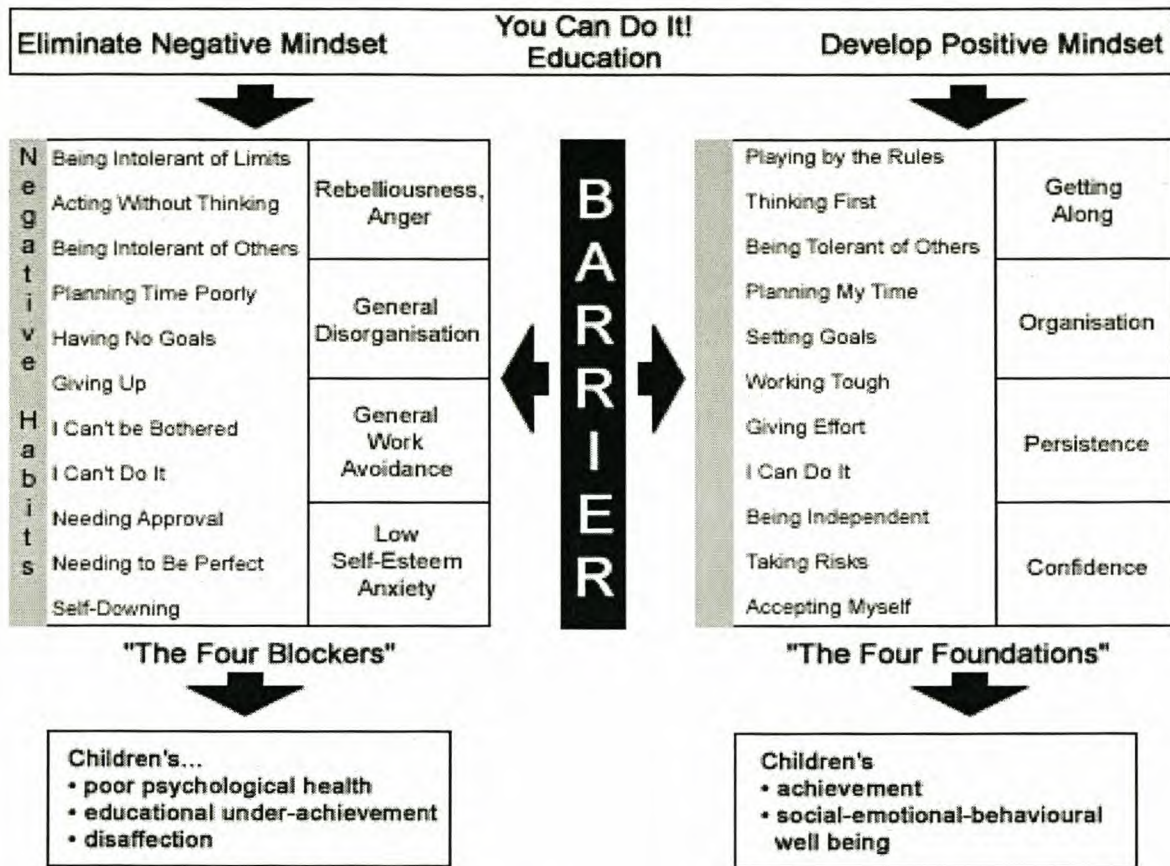 You Can Do It!
Education
Eliminate Negative Mindset
Develop Positive Mindset
Negative Habits
Being Intolerant of Limits
Acting Without Thinking
Being Intolerant of Others
Planning Time Poorly
Having No Goals
Giving Up
I Can't be Bothered
I Can't Do It
Needing Approval
Needing to Be Perfect
Self-Downing
Rebelliousness,
Anger
General
Disorganisation
General
Work
Avoidance
Low
Self-Esteem
Anxiety
"The Four Blockers"
Children's...
• poor psychological health
• educational under-achievement
• disaffection
BARRIER
Playing by the Rules
Thinking First
Being Tolerant of Others
Planning My Time
Setting Goals
Working Tough
Giving Effort
I Can Do It
Being Independent
Taking Risks
Accepting Myself
Getting
Along
Organisation
Persistence
Confidence
"The Four Foundations"
Children's
• achievement
• social-emotional-behavioural
well being